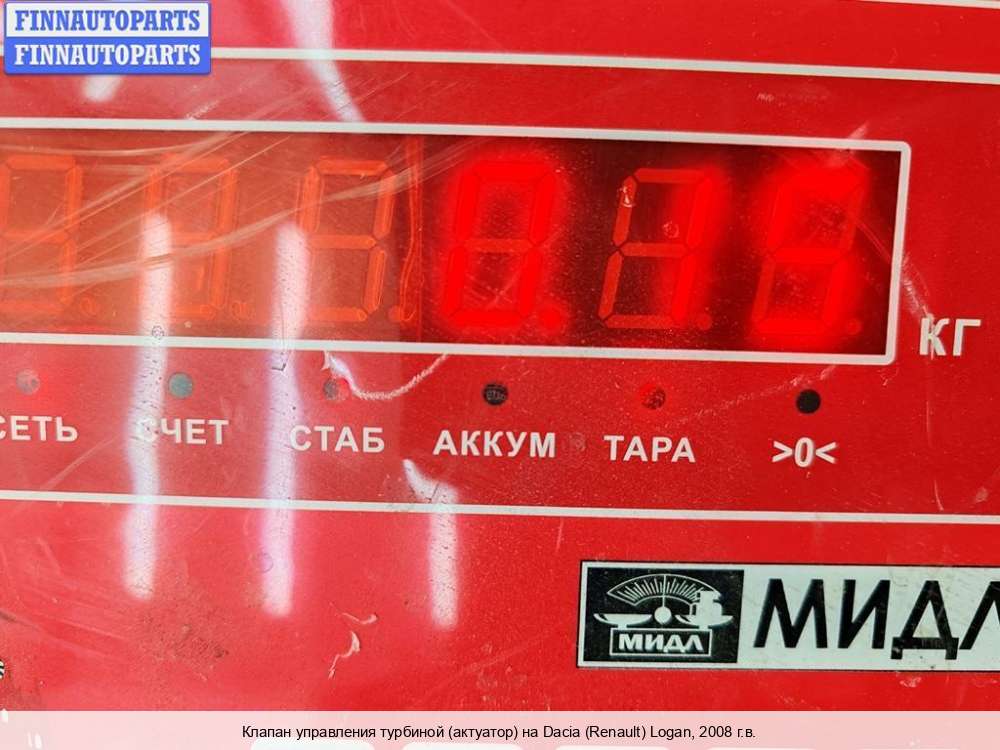 FINNAUTOPARTS
FINNAUTOPARTS
0.15
КГ
СЕТЬ СЧЕТ СТАБ АККУМ ТАРА >0<
МИДЛ МИДЛ
Клапан управления турбиной (актуатор) на Dacia (Renault) Logan, 2008 г.в.